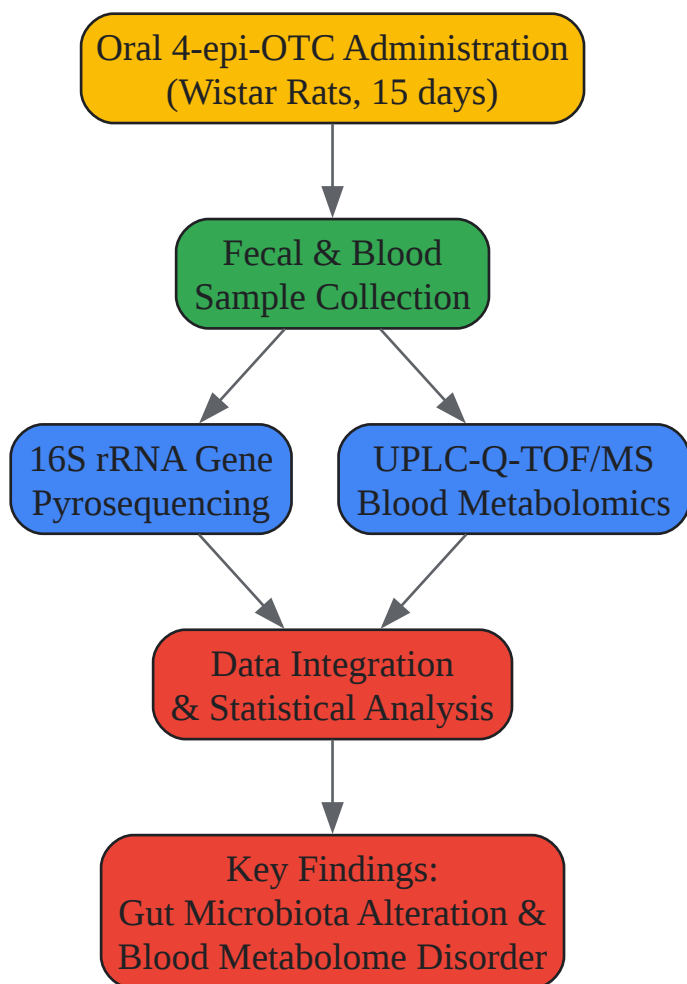 Oral 4-epi-OTC Administration
(Wistar Rats, 15 days)
Fecal & Blood
Sample Collection
16S rRNA Gene
Pyrosequencing
UPLC-Q-TOF/MS
Blood Metabolomics
Data Integration
& Statistical Analysis
Key Findings:
Gut Microbiota Alteration &
Blood Metabolome Disorder